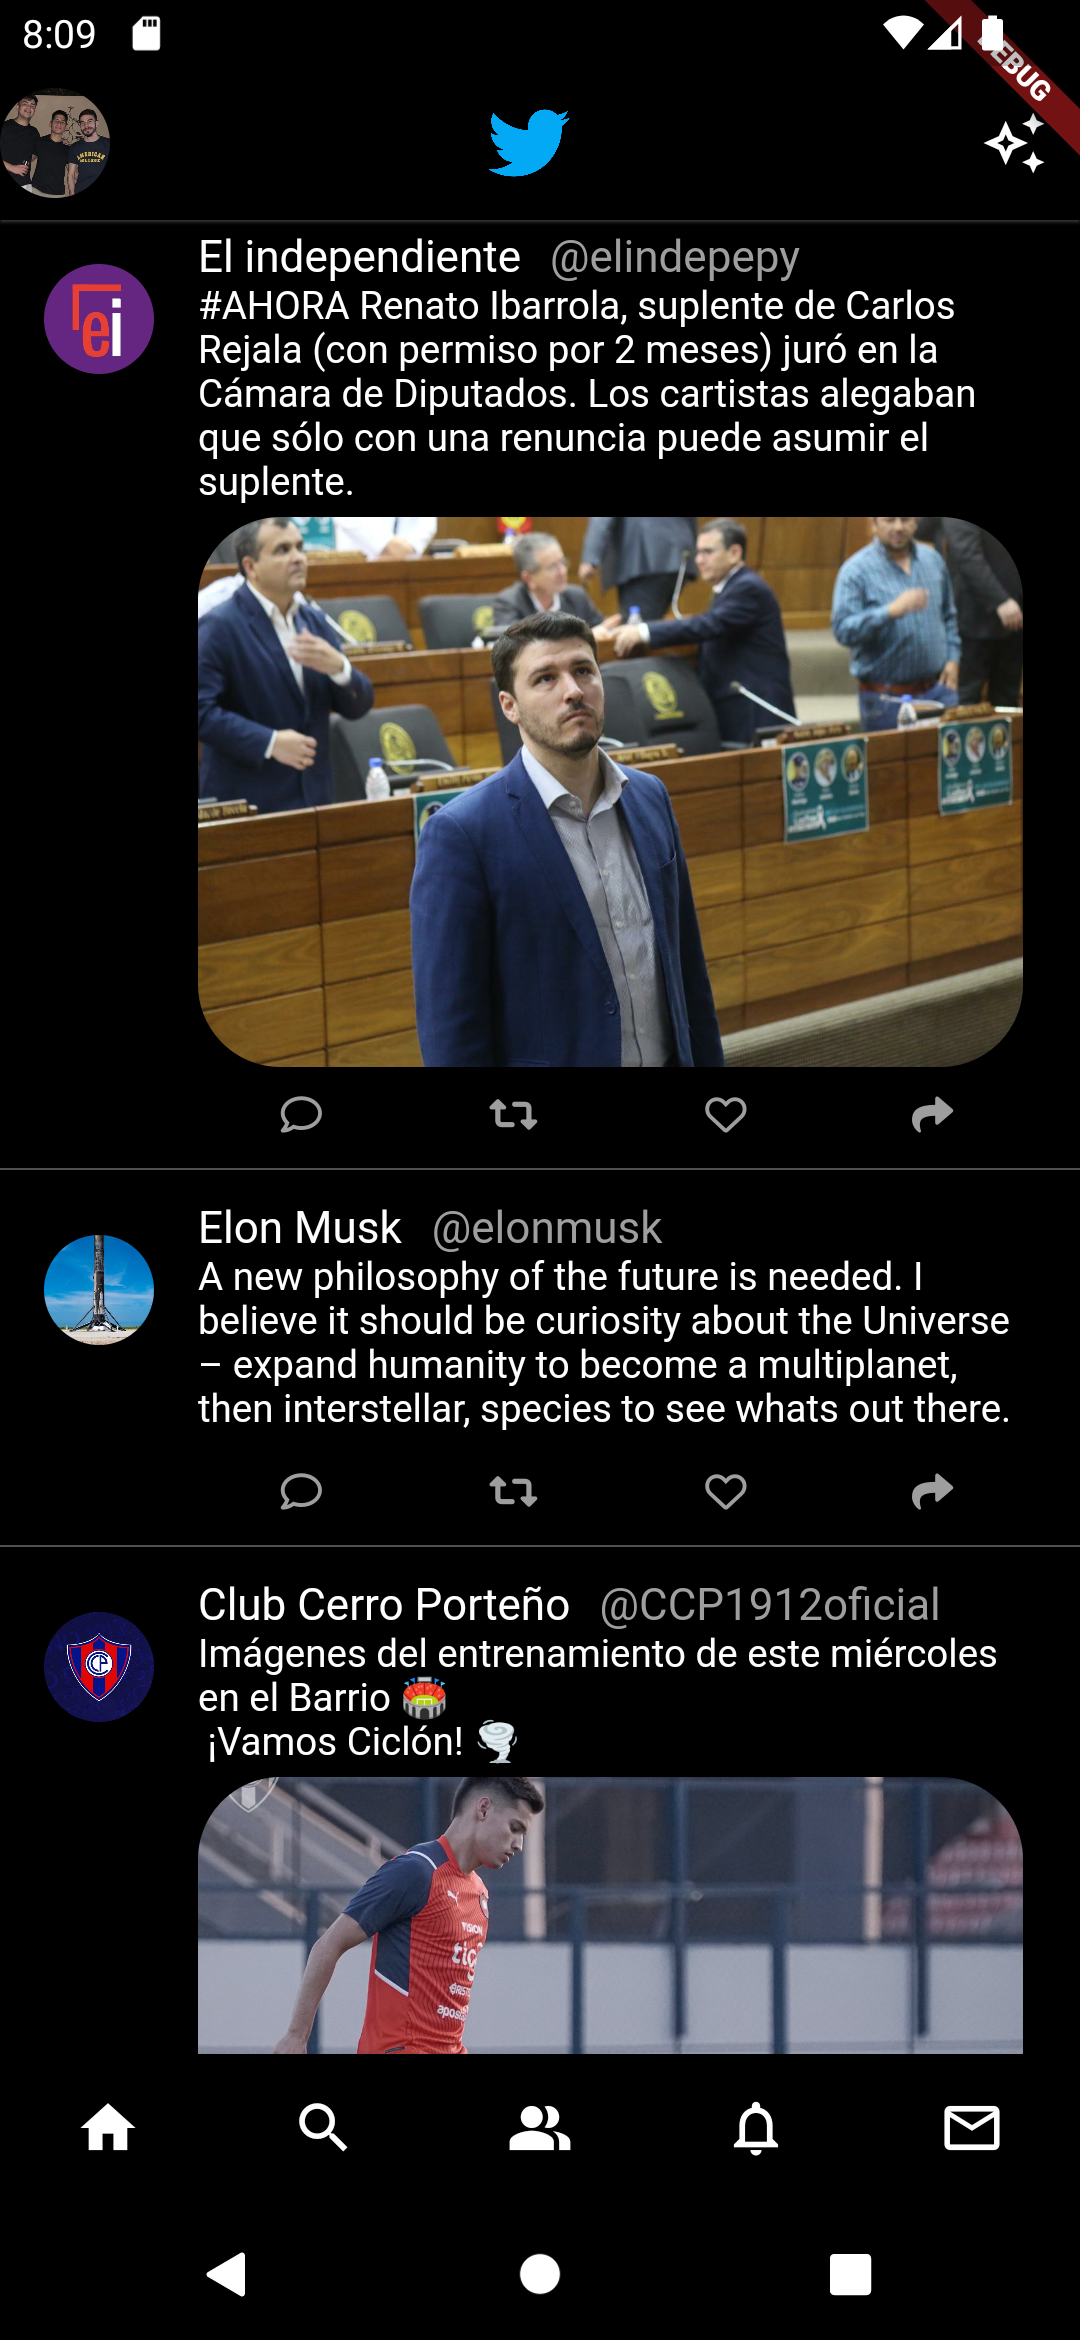 8:09
DEBUG
El independiente @elindepepy
ei
#AHORA Renato Ibarrola, suplente de Carlos
Rejala (con permiso por 2 meses) juró en la
Cámara de Diputados. Los cartistas alegaban
que sólo con una renuncia puede asumir el
suplente.
Elon Musk @elonmusk
A new philosophy of the future is needed. I
believe it should be curiosity about the Universe
– expand humanity to become a multiplanet,
then interstellar, species to see whats out there.
Club Cerro Porteño @CCP1912oficial
Imágenes del entrenamiento de este miércoles
en el Barrio 🏟️
¡Vamos Ciclón! 🌪️
tigo